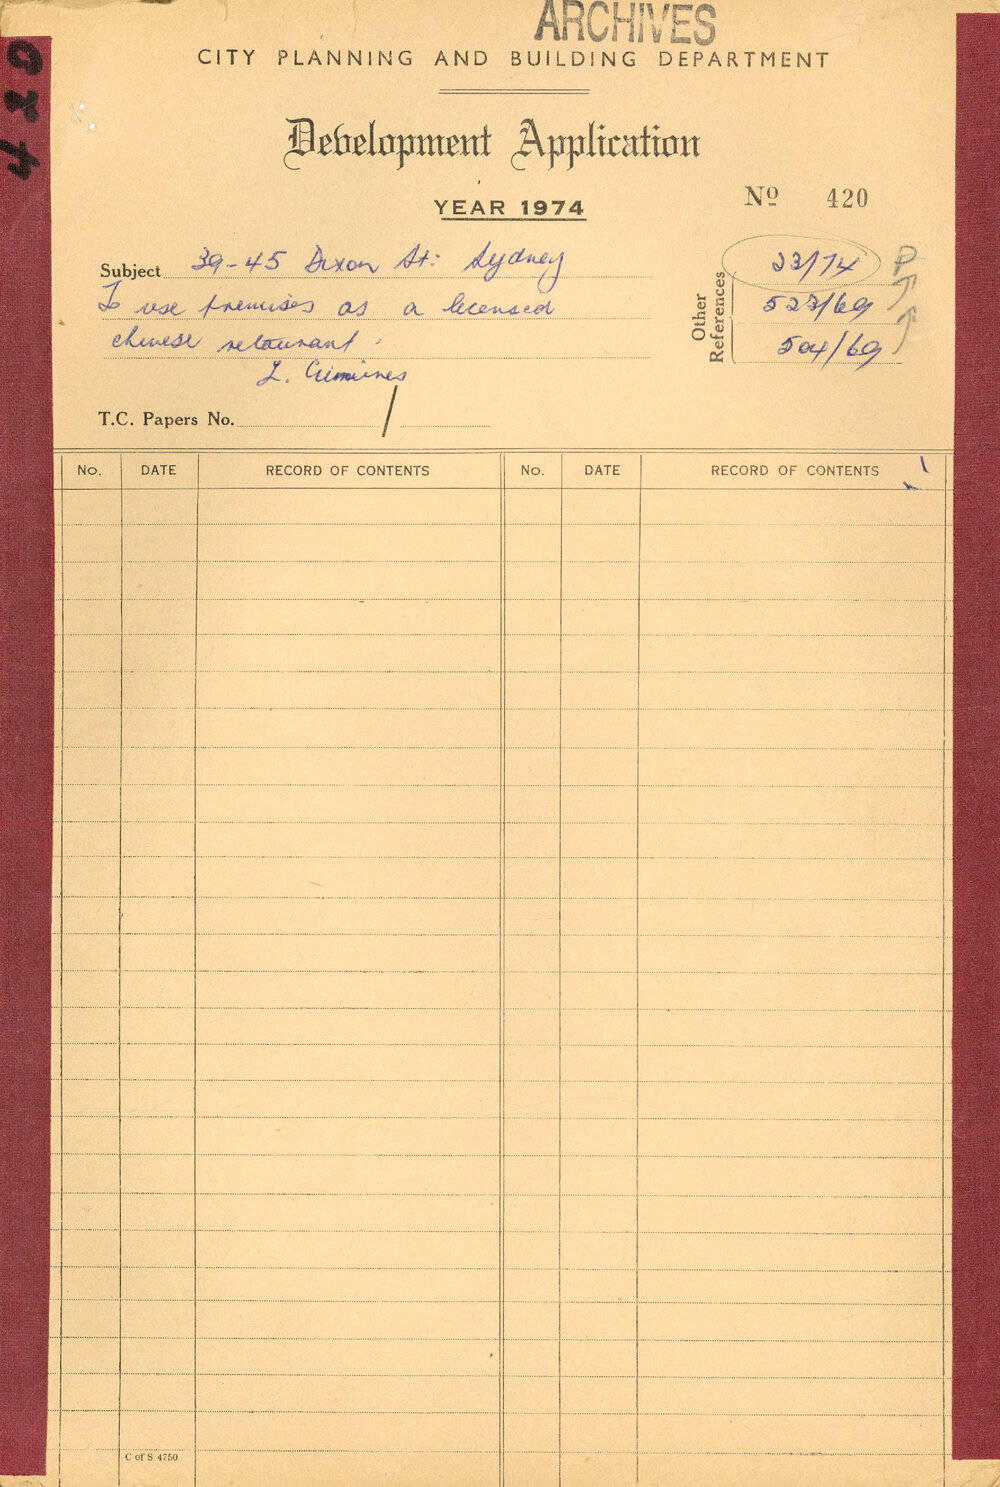 ARCHIVES
420
CITY PLANNING AND BUILDING DEPARTMENT
Development Application
YEAR 1974
Nº 420
Subject 39-45 Dixon St: Sydney
To use premises as a licensed
chinese restaurant.
L.
Other References
23/74 P
527/69
504/69
T.C. Papers No. /
No. DATE RECORD OF CONTENTS No. DATE RECORD OF CONTENTS
C of S 4750